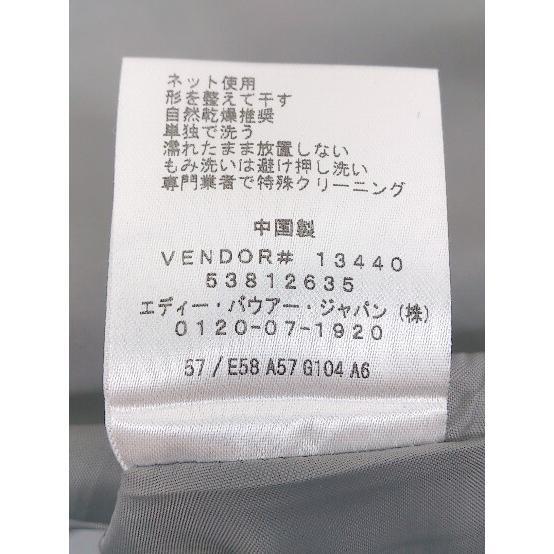 ネット使用
形を整えて干す
自然乾燥推奨
単独で洗う
濡れたまま放置しない
もみ洗いは避け押し洗い
専門業者で特殊クリーニング
中国製
VENDOR# 13440
53812635
エディー・バウアー・ジャパン(株)
0120-07-1920
57/E58 A57 G104 A6